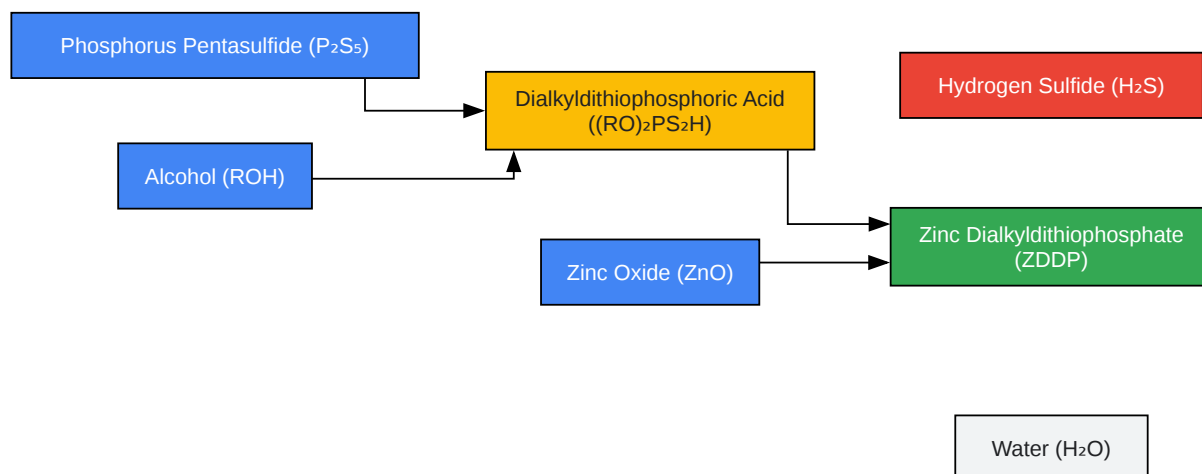 Phosphorus Pentasulfide (P₂S₅)
Hydrogen Sulfide (H₂S)
Dialkyldithiophosphoric Acid
((RO)₂PS₂H)
Alcohol (ROH)
Zinc Dialkyldithiophosphate
(ZDDP)
Zinc Oxide (ZnO)
Water (H₂O)